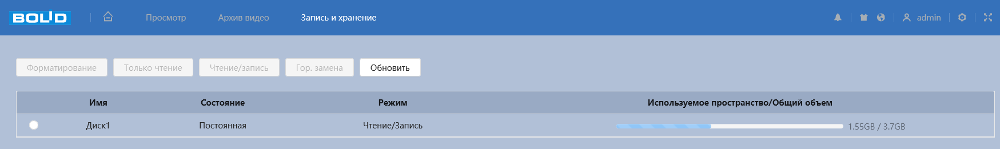 BOLID Просмотр Архив видео Запись и хранение admin
Форматирование Только чтение Чтение/запись Гор. замена Обновить
Имя Состояние Режим Используемое пространство/Общий объем
Диск1 Постоянная Чтение/Запись 1.55GB / 3.7GB